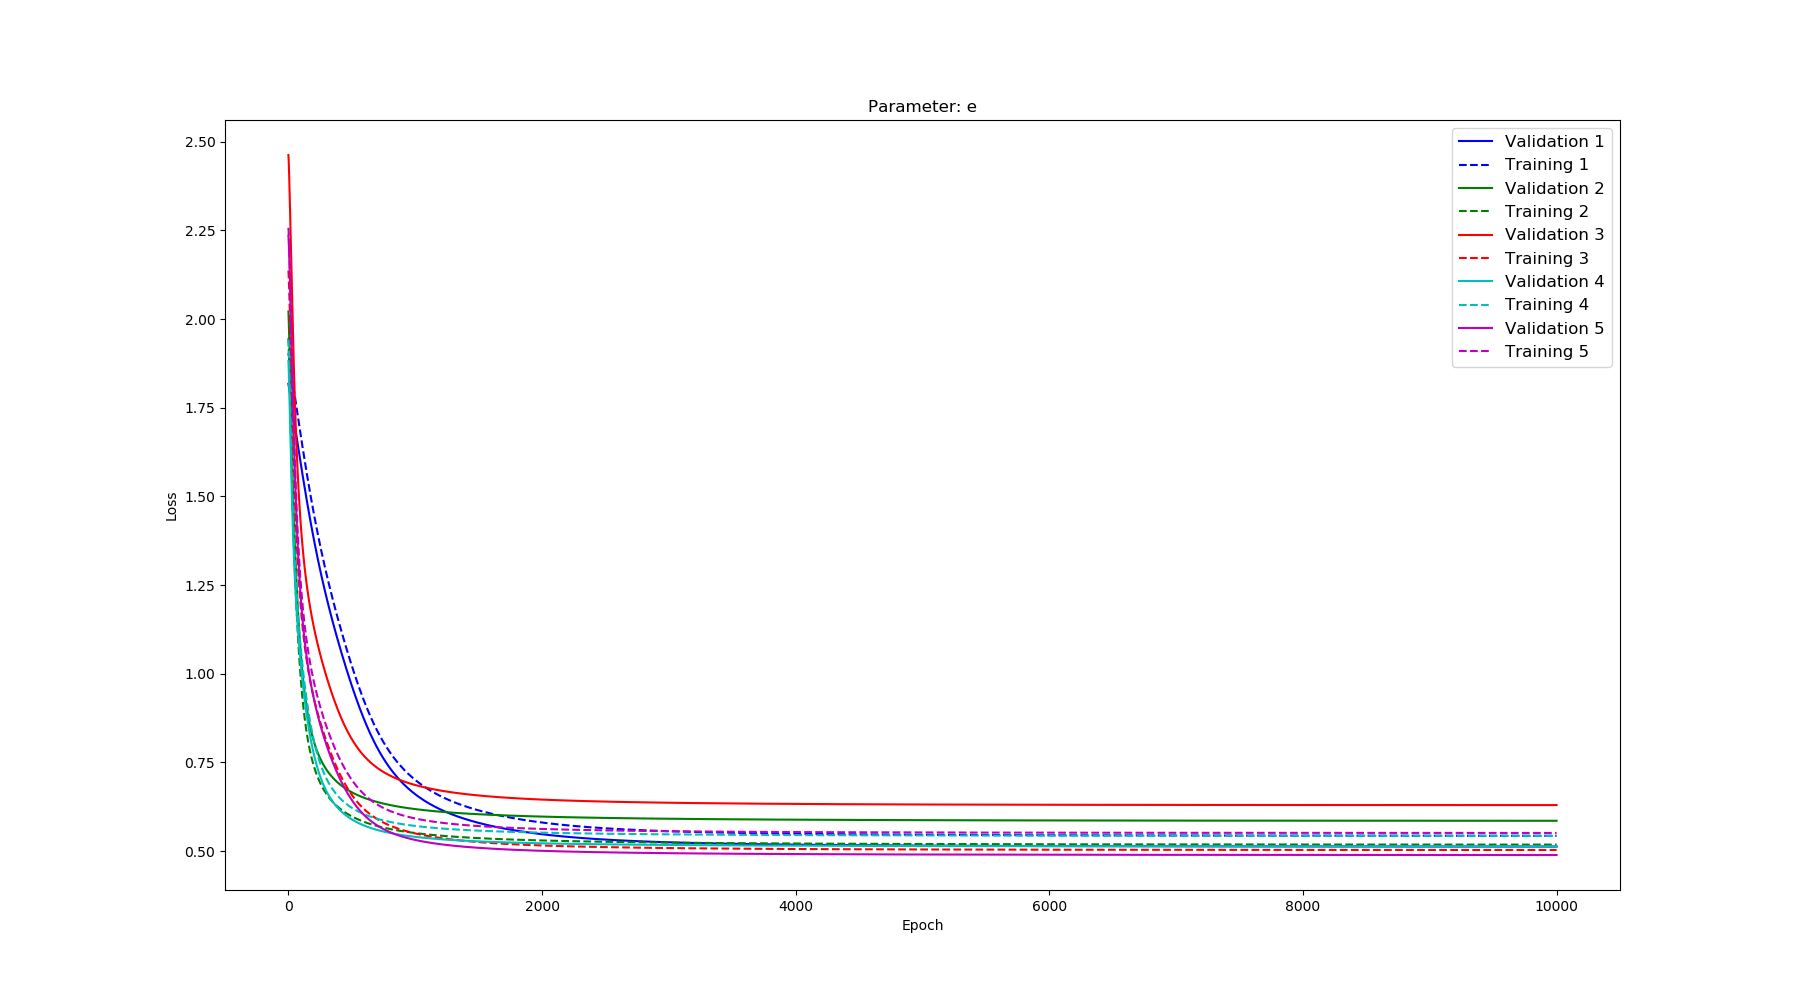 Parameter: e
2.50
2.25
2.00
1.75
1.50
1.25
1.00
0.75
0.50
Loss
0
2000
4000
6000
8000
10000
Epoch
Validation 1
Training 1
Validation 2
Training 2
Validation 3
Training 3
Validation 4
Training 4
Validation 5
Training 5